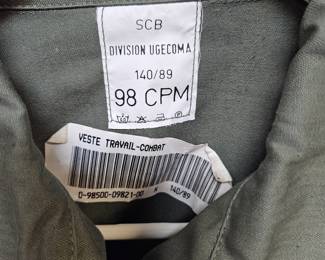 SCB
DIVISION UGECOMA
140/89
98 CPM
VESTE TRAVAIL-COMBAT
0-98500-09821-00 * 140/89